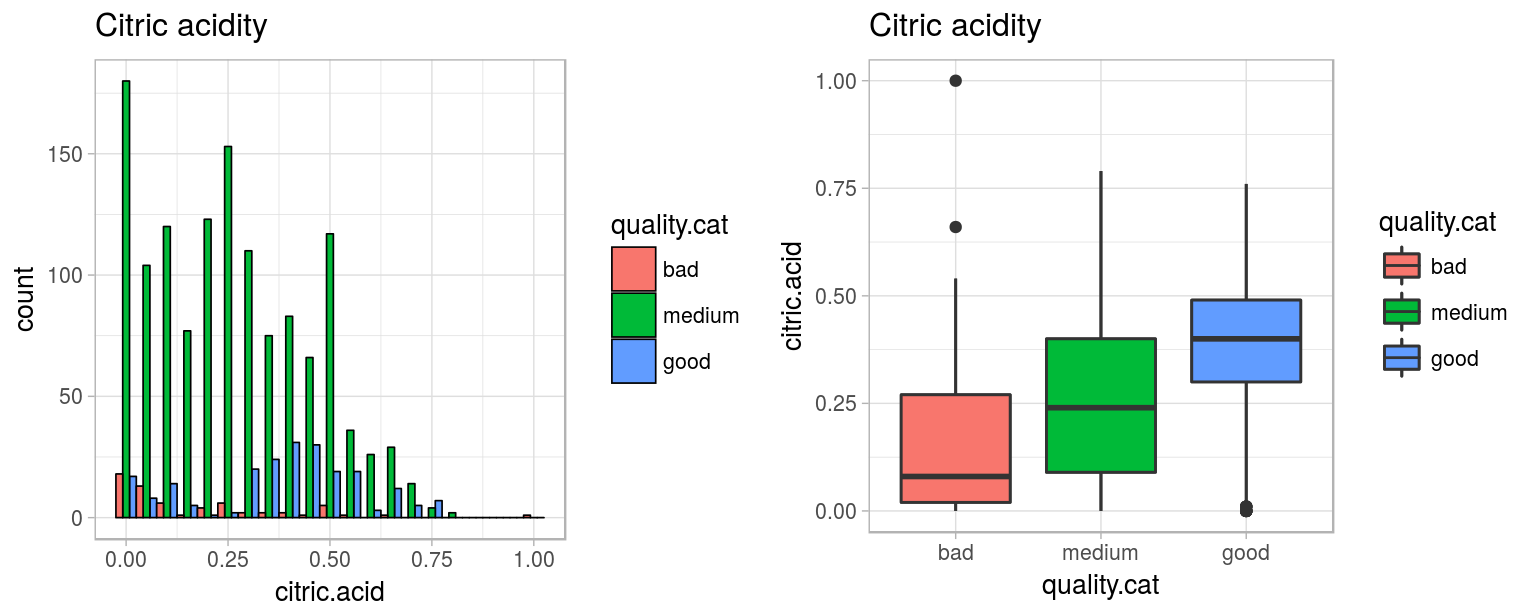 Citric acidity
150
100
50
0
count
0.00 0.25 0.50 0.75 1.00
citric.acid
quality.cat
bad
medium
good
Citric acidity
1.00
0.75
0.50
0.25
0.00
citric.acid
bad medium good
quality.cat
quality.cat
bad
medium
good